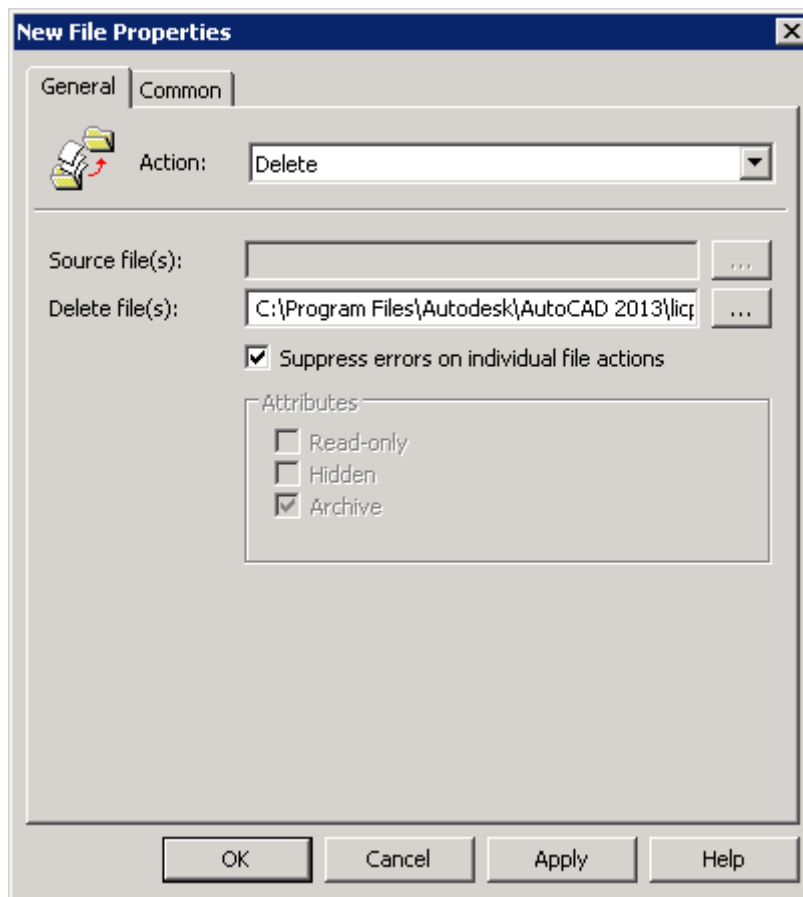 New File Properties
General
Common
Action:
Delete
Source file(s):
...
Delete file(s):
C:\Program Files\Autodesk\AutoCAD 2013\licp
...
Suppress errors on individual file actions
Attributes
Read-only
Hidden
Archive
OK
Cancel
Apply
Help